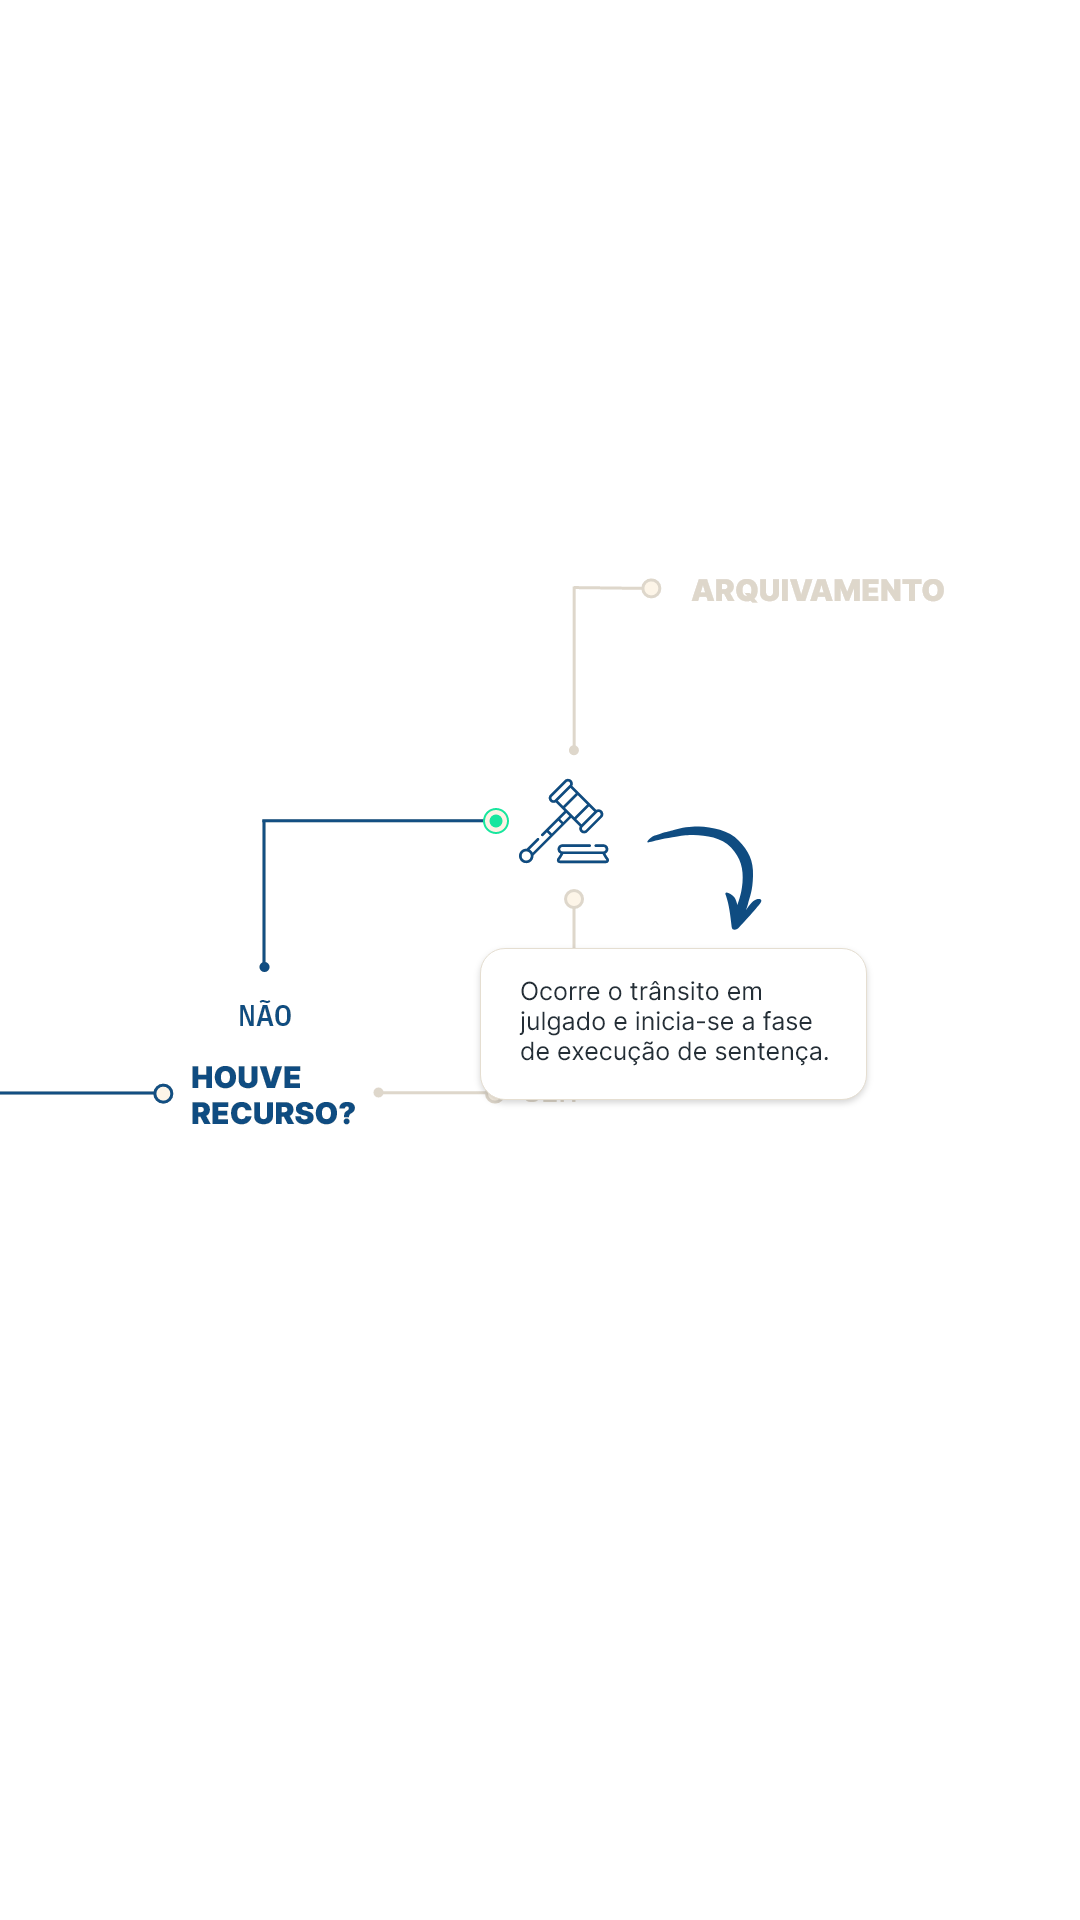 ARQUIVAMENTO
NÃO
HOUVE
RECURSO?
Ocorre o trânsito em
julgado e inicia-se a fase
de execução de sentença.